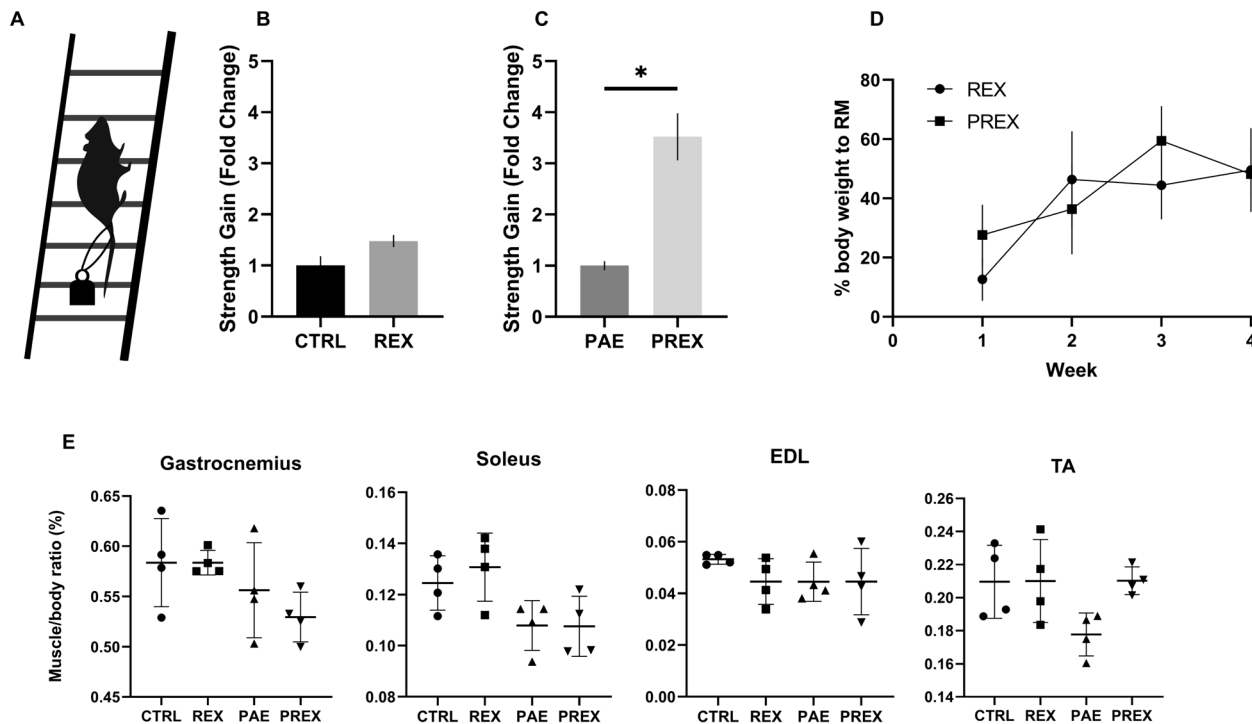 A
B
Strength Gain (Fold Change)
5
4
3
2
1
0
CTRL REX
C
Strength Gain (Fold Change)
5
4
3
2
1
0
*
PAE PREX
D
% body weight to RM
80
60
40
20
0
REX
PREX
0 1 2 3 4
Week
E
Muscle/body ratio (%)
Gastrocnemius
0.65
0.60
0.55
0.50
0.45
CTRL REX PAE PREX
Soleus
0.16
0.14
0.12
0.10
0.08
CTRL REX PAE PREX
EDL
0.08
0.06
0.04
0.02
0.00
CTRL REX PAE PREX
TA
0.26
0.24
0.22
0.20
0.18
0.16
0.14
CTRL REX PAE PREX